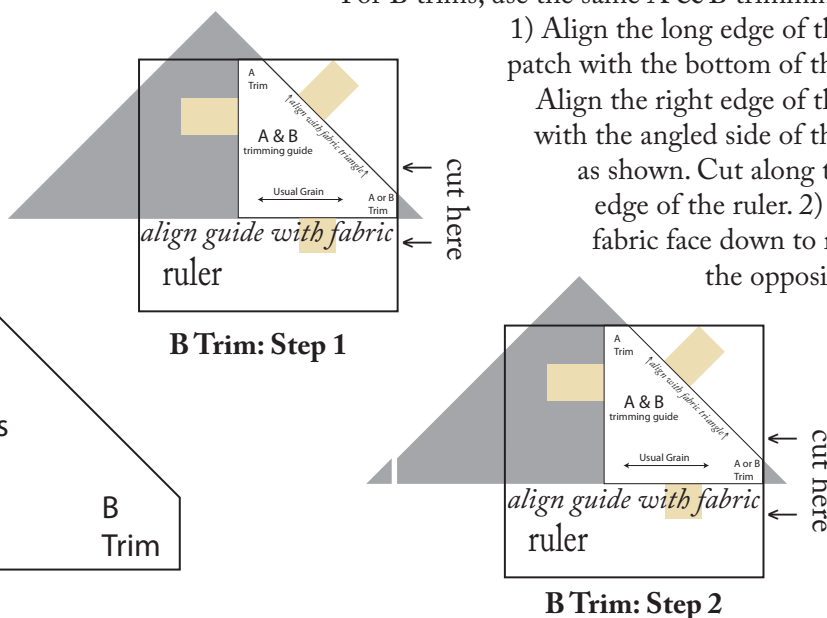 For B trims, use the same A & B trimming
1) Align the long edge of th
patch with the bottom of th
Align the right edge of th
with the angled side of th
as shown. Cut along t
edge of the ruler. 2)
fabric face down to
the opposi
A
Trim
↑align with fabric triangle↑
A & B
trimming guide
Usual Grain
A or B
Trim
align guide with fabric
ruler
cut here
B Trim: Step 1
s
B
Trim
A
Trim
↑align with fabric triangle↑
A & B
trimming guide
Usual Grain
A or B
Trim
align guide with fabric
ruler
cut here
B Trim: Step 2